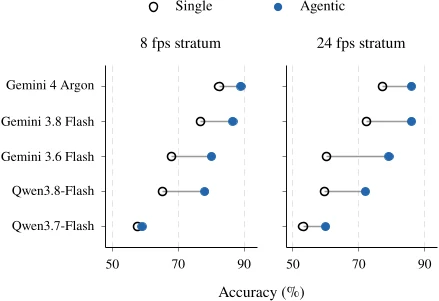 Single Agentic
8 fps stratum
24 fps stratum
Gemini 4 Argon
Gemini 3.8 Flash
Gemini 3.6 Flash
Qwen3.8-Flash
Qwen3.7-Flash
50 70 90
50 70 90
Accuracy (%)